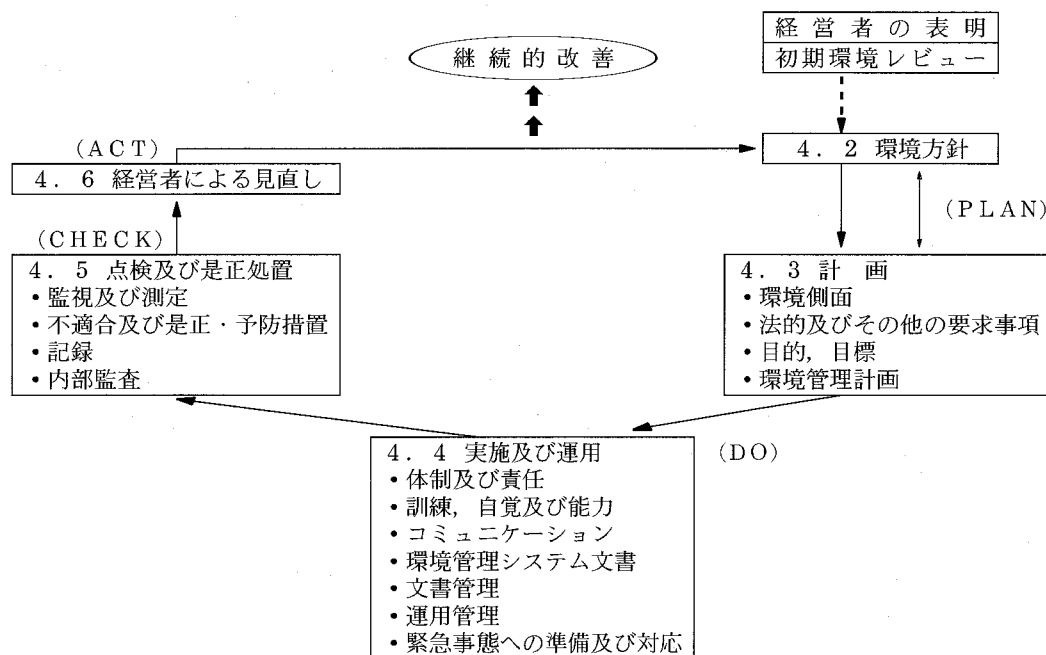 経営者の表明
初期環境レビュー
継続的改善
(ACT)
4.6 経営者による見直し
4.2 環境方針
(PLAN)
(CHECK)
4.5 点検及び是正処置
・監視及び測定
・不適合及び是正・予防措置
・記録
・内部監査
4.3 計 画
・環境側面
・法的及びその他の要求事項
・目的，目標
・環境管理計画
4.4 実施及び運用
・体制及び責任
・訓練，自覚及び能力
・コミュニケーション
・環境管理システム文書
・文書管理
・運用管理
・緊急事態への準備及び対応
(DO)